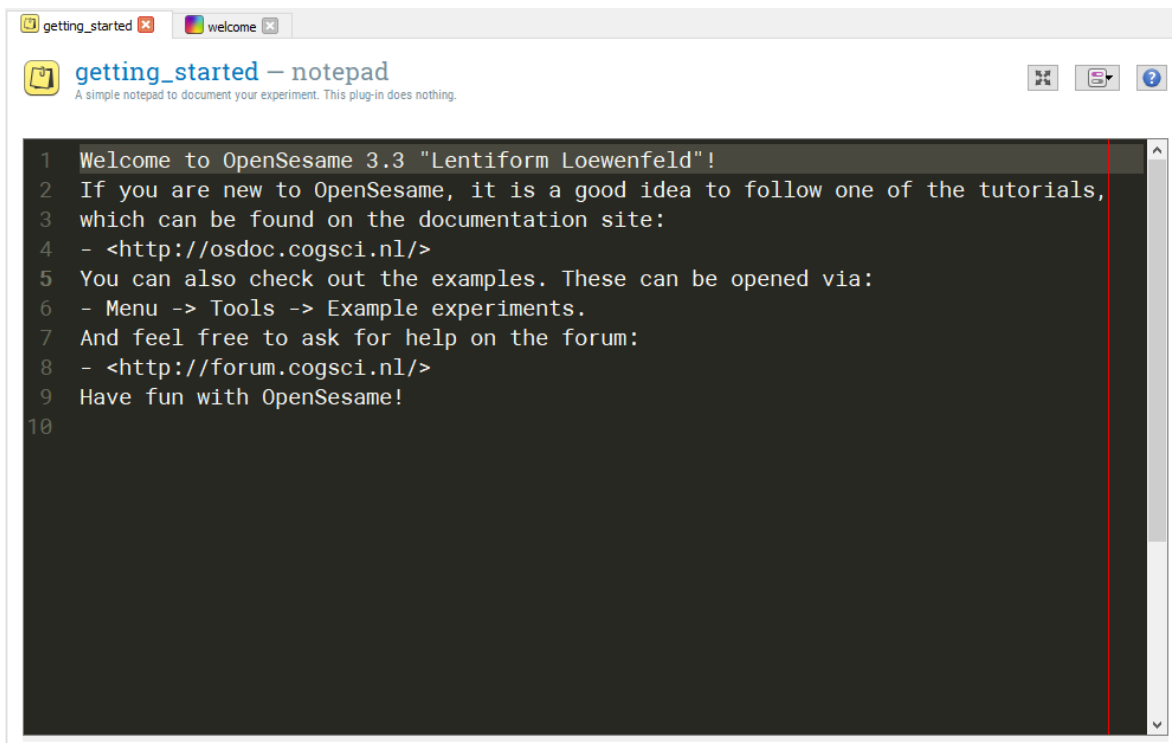 getting_started
welcome
getting_started — notepad
A simple notepad to document your experiment. This plug-in does nothing.
1 Welcome to OpenSesame 3.3 "Lentiform Loewenfeld"!
2 If you are new to OpenSesame, it is a good idea to follow one of the tutorials,
3 which can be found on the documentation site:
4 - <http://osdoc.cogsci.nl/>
5 You can also check out the examples. These can be opened via:
6 - Menu -> Tools -> Example experiments.
7 And feel free to ask for help on the forum:
8 - <http://forum.cogsci.nl/>
9 Have fun with OpenSesame!
10